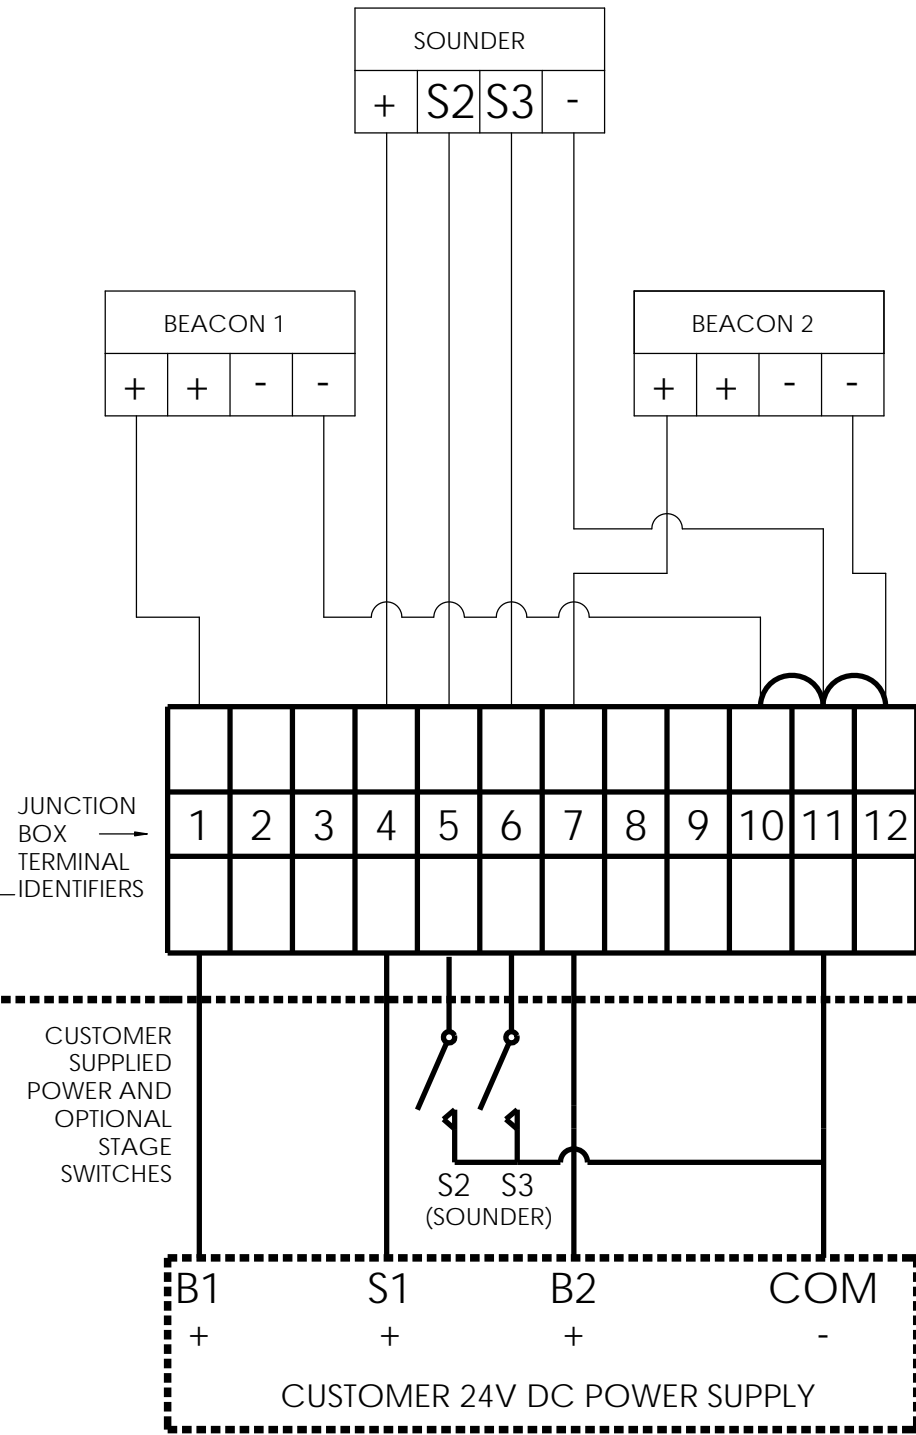 SOUNDER
+ S2 S3 -
BEACON 1
+ + - -
BEACON 2
+ + - -
JUNCTION
BOX
TERMINAL
IDENTIFIERS
1 2 3 4 5 6 7 8 9 10 11 12
CUSTOMER
SUPPLIED
POWER AND
OPTIONAL
STAGE
SWITCHES
S2 S3
(SOUNDER)
B1 S1 B2 COM
+ + + -
CUSTOMER 24V DC POWER SUPPLY